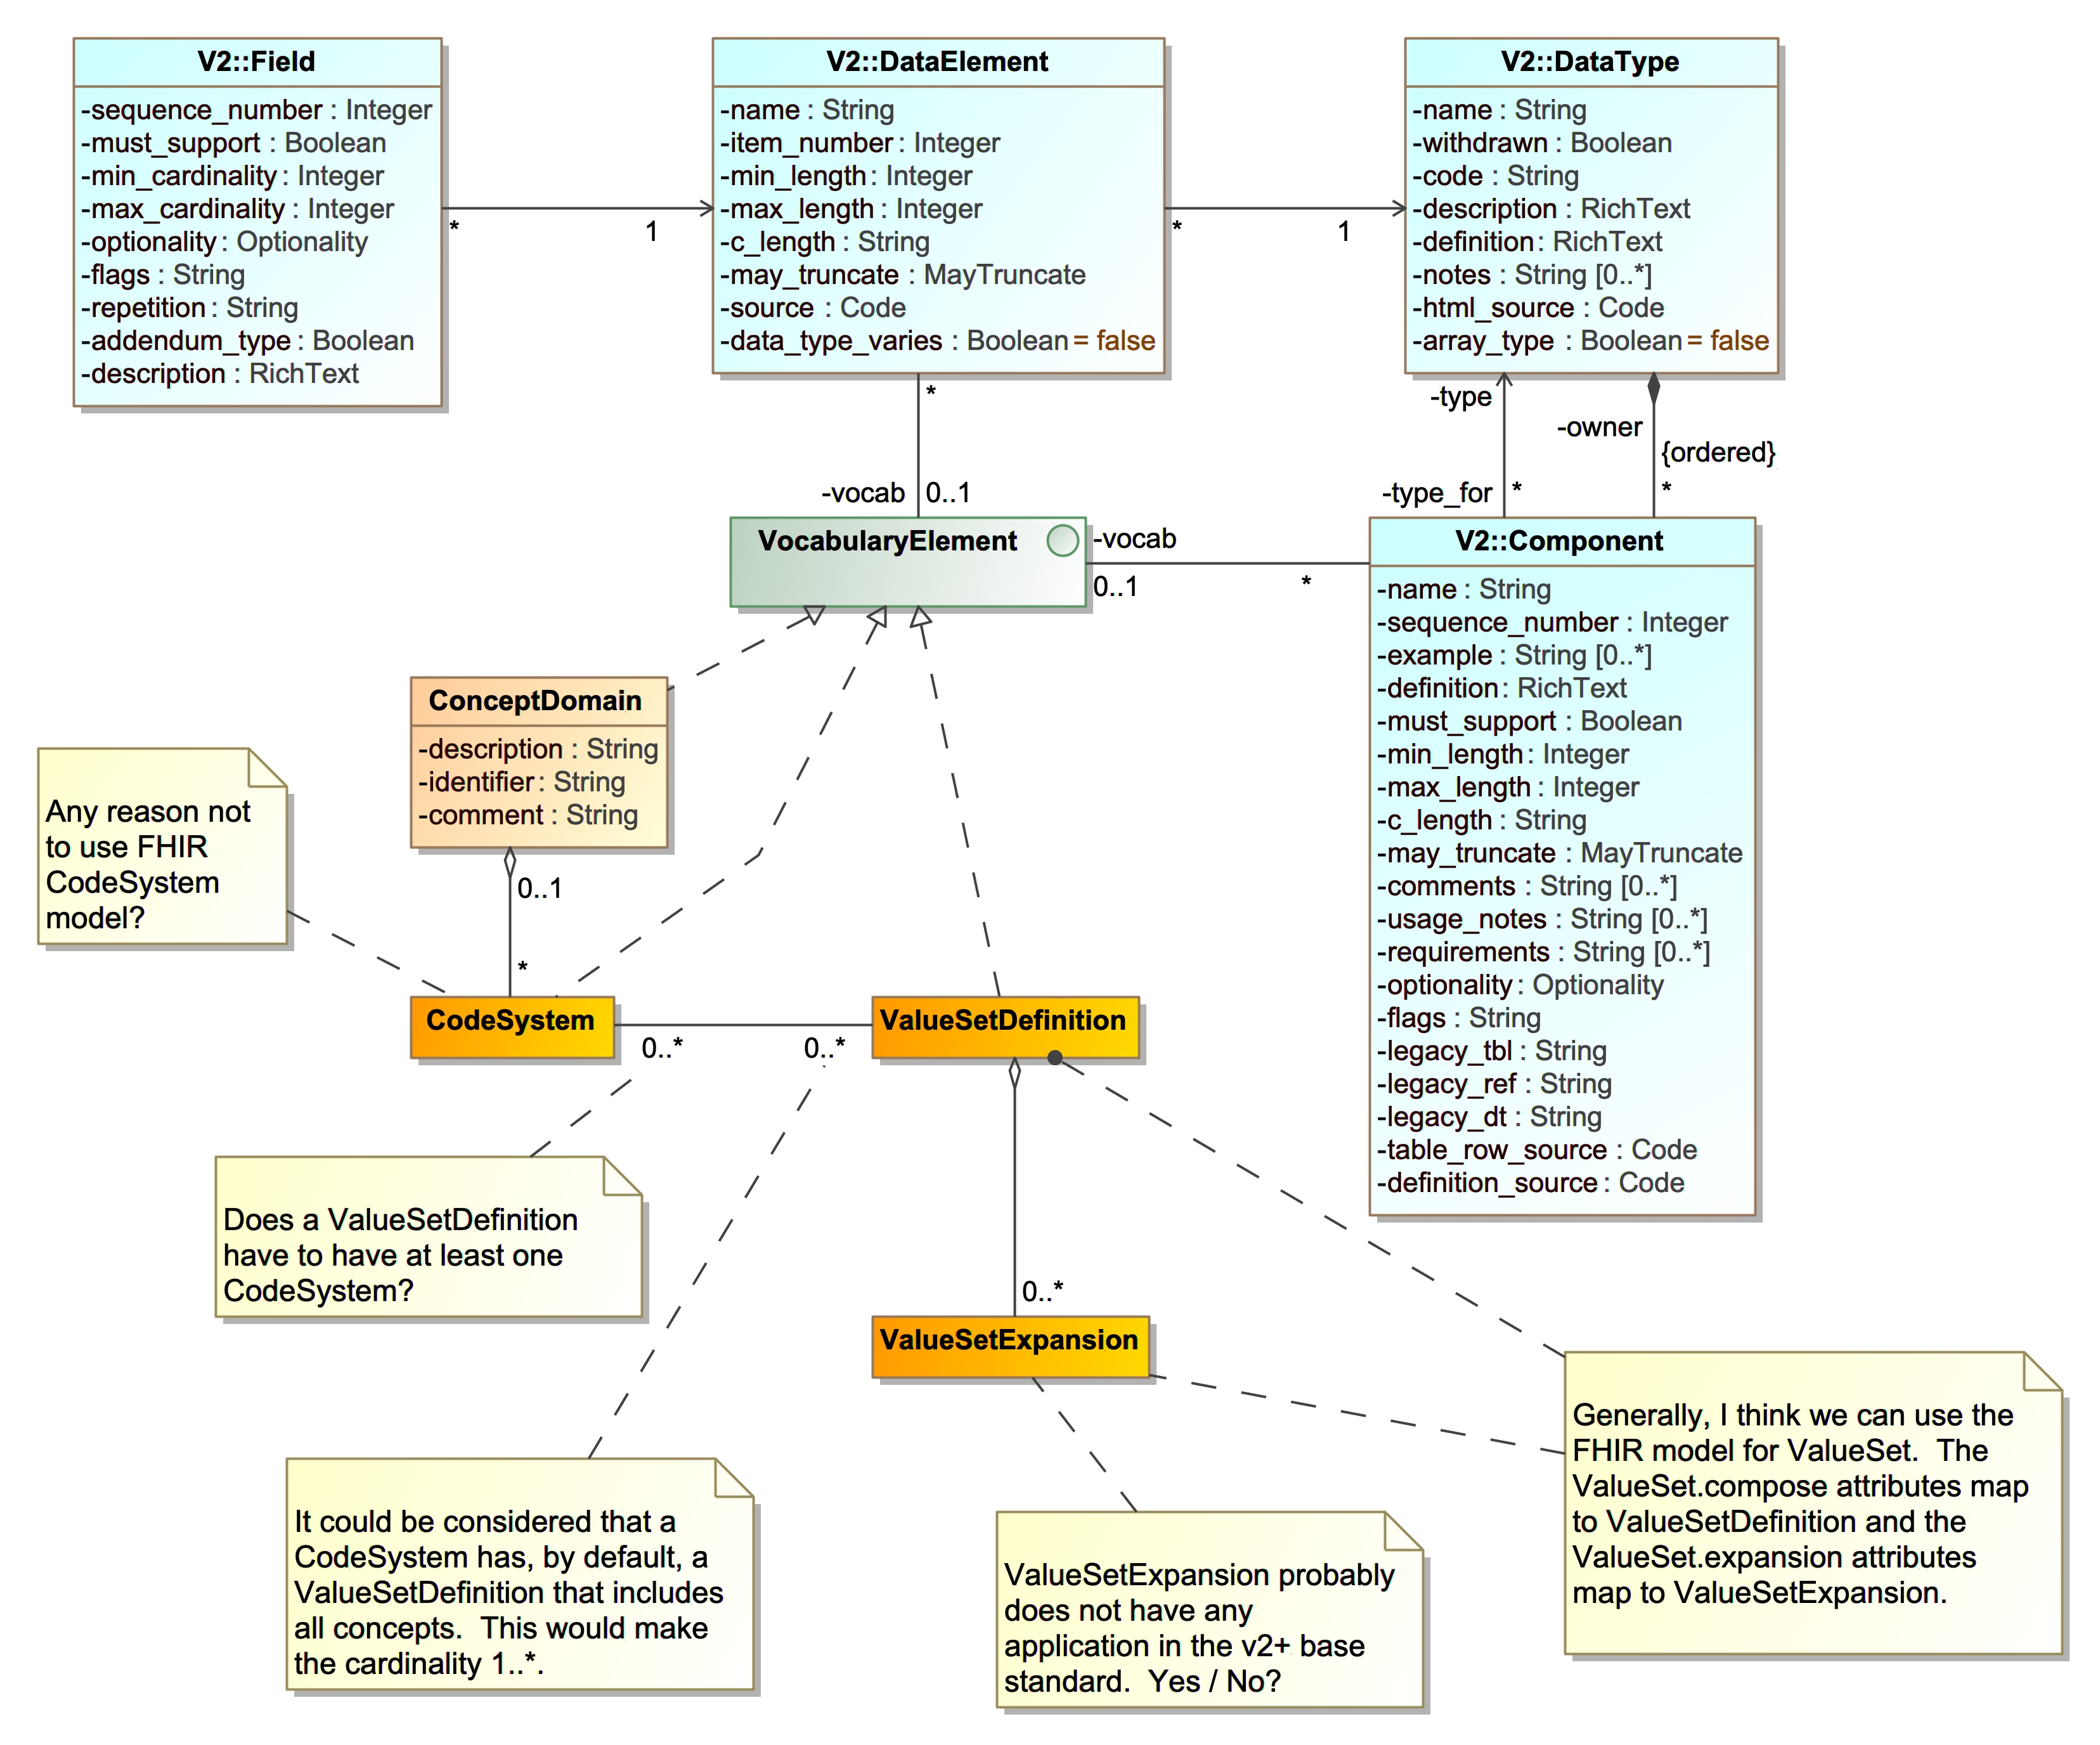 V2::Field
-sequence_number : Integer
-must_support : Boolean
-min_cardinality : Integer
-max_cardinality : Integer
-optionality : Optionality
-flags : String
-repetition : String
-addendum_type : Boolean
-description : RichText
* 1
V2::DataElement
-name : String
-item_number : Integer
-min_length : Integer
-max_length : Integer
-c_length : String
-may_truncate : MayTruncate
-source : Code
-data_type_varies : Boolean = false
* 1
V2::DataType
-name : String
-withdrawn : Boolean
-code : String
-description : RichText
-definition : RichText
-notes : String [0..*]
-html_source : Code
-array_type : Boolean = false
*
-vocab 0..1
-type
-owner
{ordered}
-type_for * *
VocabularyElement
-vocab
0..1 *
V2::Component
-name : String
-sequence_number : Integer
-example : String [0..*]
-definition : RichText
-must_support : Boolean
-min_length : Integer
-max_length : Integer
-c_length : String
-may_truncate : MayTruncate
-comments : String [0..*]
-usage_notes : String [0..*]
-requirements : String [0..*]
-optionality : Optionality
-flags : String
-legacy_tbl : String
-legacy_ref : String
-legacy_dt : String
-table_row_source : Code
-definition_source : Code
ConceptDomain
-description : String
-identifier : String
-comment : String
0..1
*
Any reason not
to use FHIR
CodeSystem
model?
CodeSystem
0..* 0..*
ValueSetDefinition
Does a ValueSetDefinition
have to have at least one
CodeSystem?
0..*
ValueSetExpansion
It could be considered that a
CodeSystem has, by default, a
ValueSetDefinition that includes
all concepts.  This would make
the cardinality 1..*.
ValueSetExpansion probably
does not have any
application in the v2+ base
standard.  Yes / No?
Generally, I think we can use the
FHIR model for ValueSet.  The
ValueSet.compose attributes map
to ValueSetDefinition and the
ValueSet.expansion attributes
map to ValueSetExpansion.